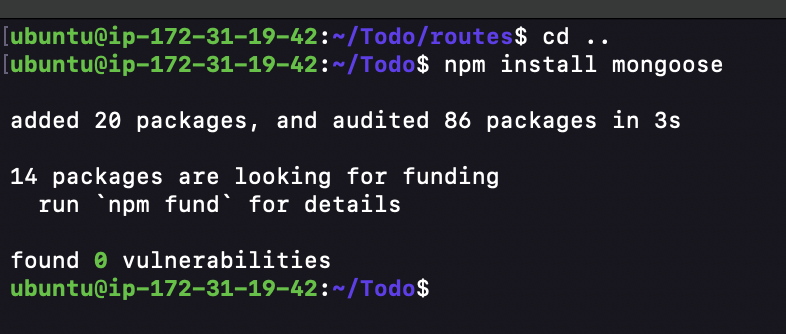 [ubuntu@ip-172-31-19-42:~/Todo/routes$ cd ..
[ubuntu@ip-172-31-19-42:~/Todo$ npm install mongoose
added 20 packages, and audited 86 packages in 3s
14 packages are looking for funding
  run `npm fund` for details
found 0 vulnerabilities
ubuntu@ip-172-31-19-42:~/Todo$